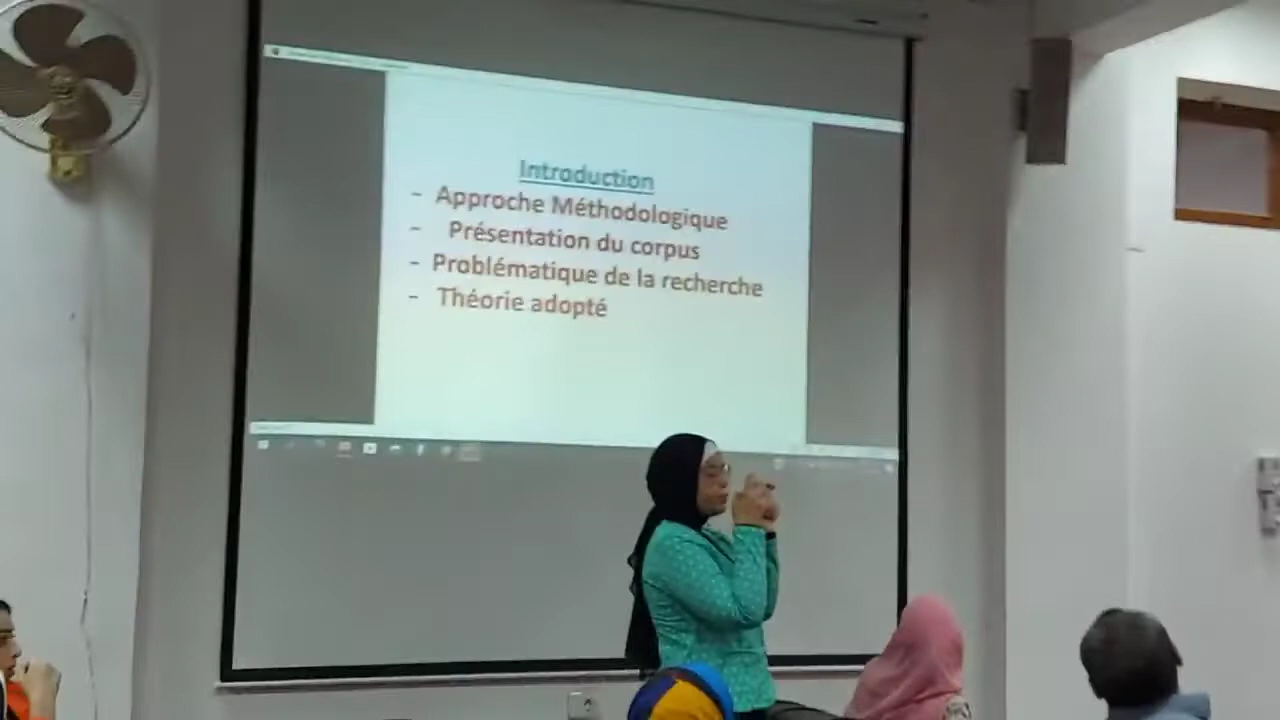 Introduction
- Approche Méthodologique
- Présentation du corpus
- Problématique de la recherche
- Théorie adopté